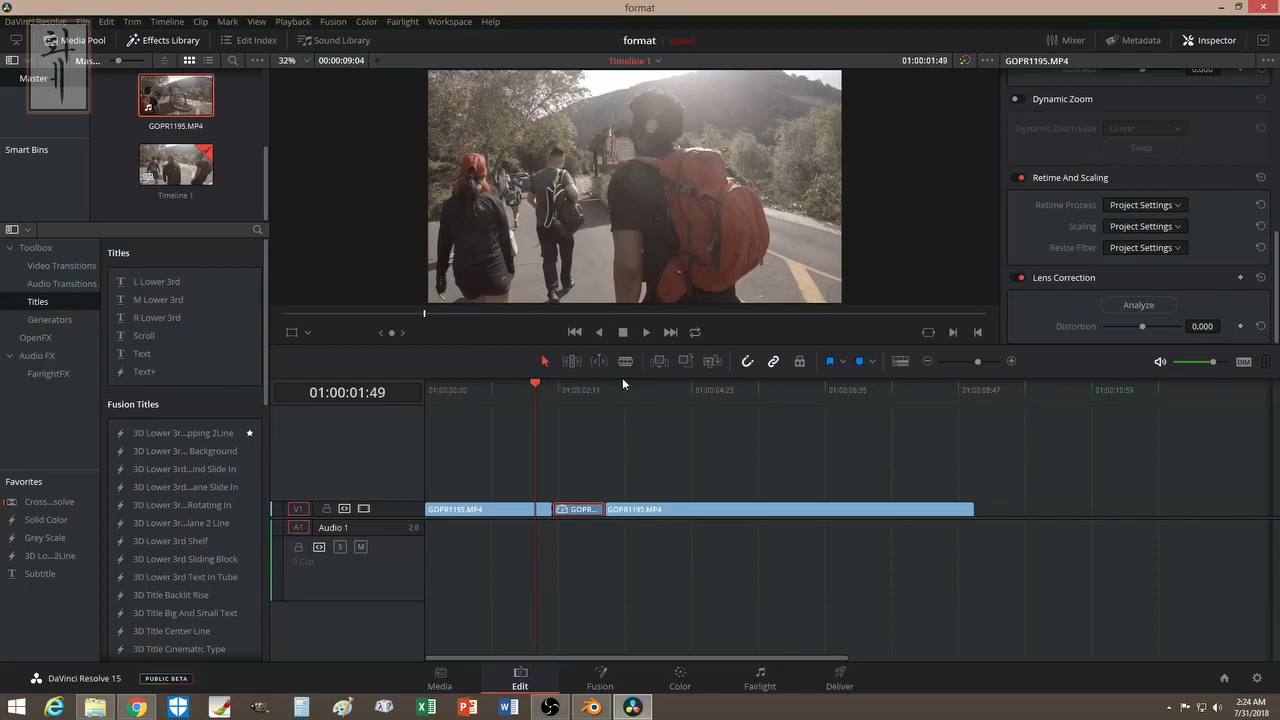 format
DaVinci Resolve File Edit Trim Timeline Clip Mark View Playback Fusion Color Fairlight Workspace Help
Media Pool Effects Library Edit Index Sound Library format Edited Mixer Metadata Inspector
Mas... 32% 00:00:09:04 Timeline 1 01:00:01:49 GOPR1195.MP4
Master
GOPR1195.MP4
Timeline 1
Smart Bins
0.000
Dynamic Zoom
Dynamic Zoom Ease Linear
Swap
Retime And Scaling
Retime Process Project Settings
Scaling Project Settings
Resize Filter Project Settings
Lens Correction
Analyze
Distortion 0.000
Toolbox
Video Transitions
Audio Transitions
Titles
Generators
OpenFX
Audio FX
FairlightFX
Favorites
Cross...solve
Solid Color
Grey Scale
3D Lo...2Line
Subtitle
Titles
L Lower 3rd
M Lower 3rd
R Lower 3rd
Scroll
Text
Text+
Fusion Titles
3D Lower 3r...pping 2Line
3D Lower 3r... Background
3D Lower 3rd...ind Slide In
3D Lower 3rd...ane Slide In
3D Lower 3r...Rotating In
3D Lower 3r...lane 2 Line
3D Lower 3rd Shelf
3D Lower 3rd Sliding Block
3D Lower 3rd Text In Tube
3D Title Backlit Rise
3D Title Big And Small Text
3D Title Center Line
3D Title Cinematic Type
DIM
01:00:01:49 01:00:00:00 01:00:02:11 01:00:04:23 01:00:06:35 01:00:08:47 01:00:10:59
V1 GOPR1195.MP4 GOPR... GOPR1195.MP4
A1 Audio 1 2.0
S M
0 Clip
DaVinci Resolve 15 PUBLIC BETA Media Edit Fusion Color Fairlight Deliver
2:24 AM
7/31/2018